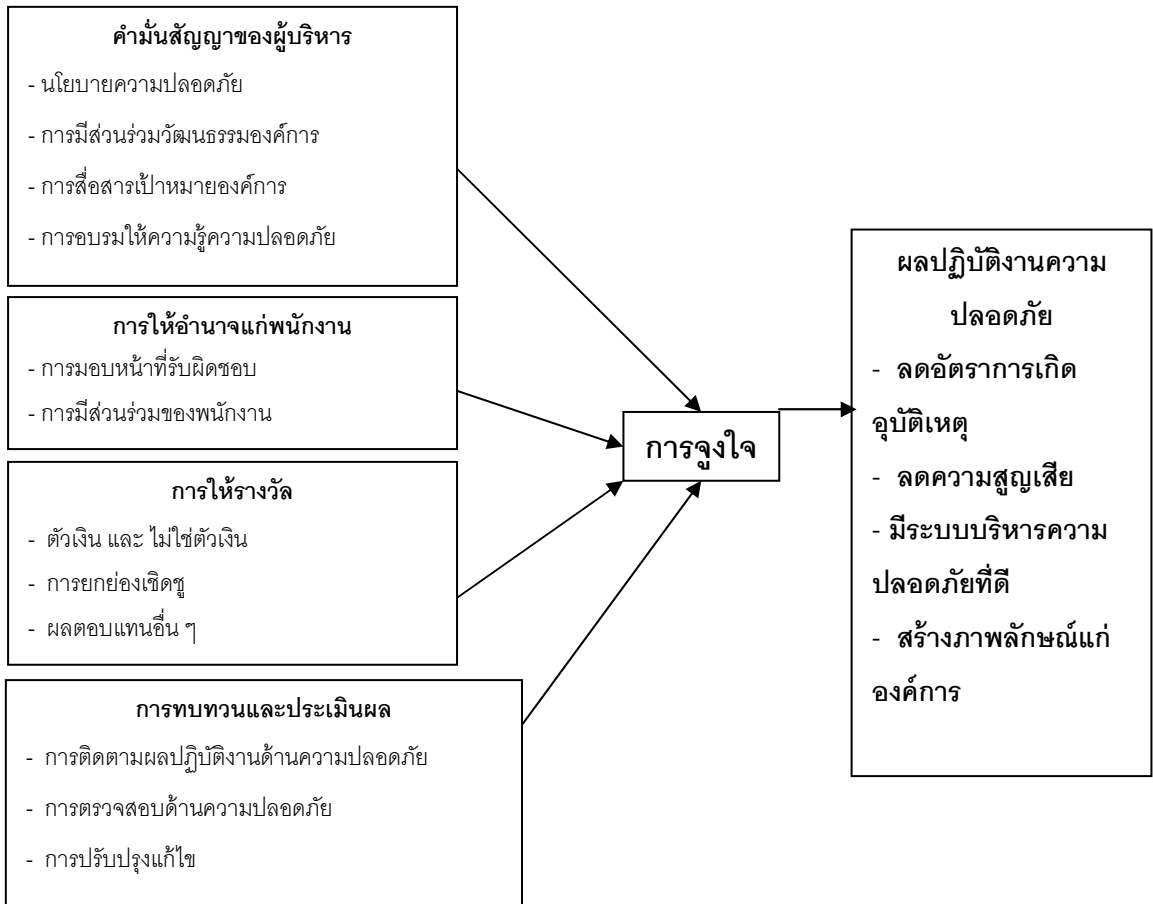 คำมั่นสัญญาของผู้บริหาร
- นโยบายความปลอดภัย
- การมีส่วนร่วมวัฒนธรรมองค์การ
- การสื่อสารเป้าหมายองค์การ
- การอบรมให้ความรู้ความปลอดภัย
การให้อำนาจแก่พนักงาน
- การมอบหน้าที่รับผิดชอบ
- การมีส่วนร่วมของพนักงาน
การให้รางวัล
- ตัวเงิน และ ไม่ใช่ตัวเงิน
- การยกย่องเชิดชู
- ผลตอบแทนอื่น ๆ
การทบทวนและประเมินผล
- การติดตามผลปฏิบัติงานด้านความปลอดภัย
- การตรวจสอบด้านความปลอดภัย
- การปรับปรุงแก้ไข
การจูงใจ
ผลปฏิบัติงานความ
ปลอดภัย
- ลดอัตราการเกิด
อุบัติเหตุ
- ลดความสูญเสีย
- มีระบบบริหารความ
ปลอดภัยที่ดี
- สร้างภาพลักษณ์แก่
องค์การ